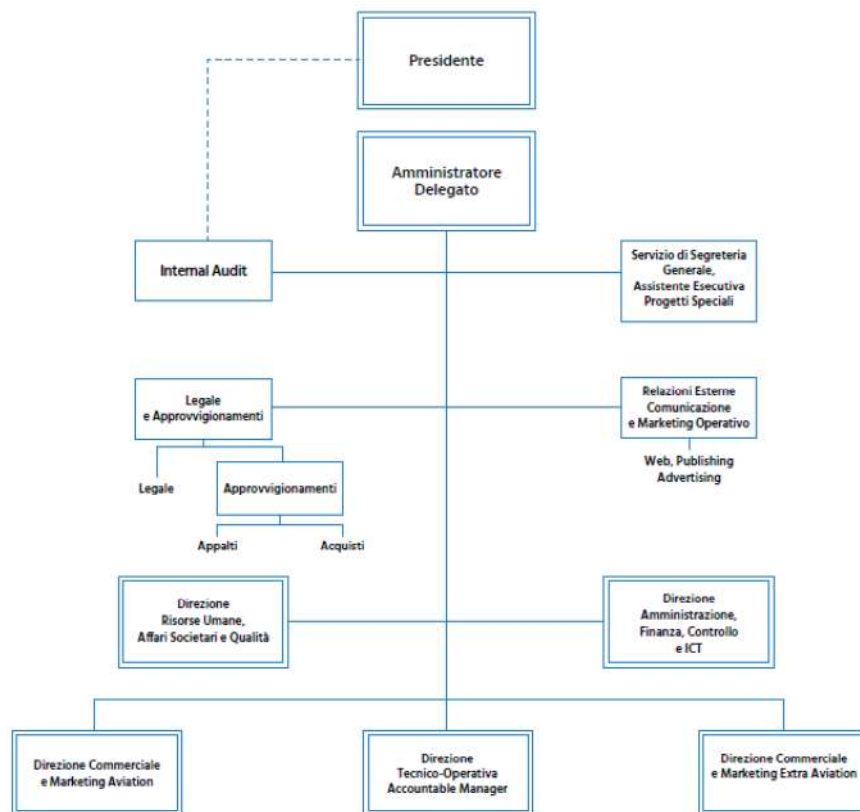 Presidente
Amministratore
Delegato
Internal Audit
Servizio di Segreteria
Generale,
Assistente Esecutiva
Progetti Speciali
Legale
e Approvvigionamenti
Relazioni Esterne
Comunicazione
e Marketing Operativo
Legale
Approvvigionamenti
Web, Publishing
Advertising
Appalti
Acquisti
Direzione
Risorse Umane,
Affari Societari e Qualità
Direzione
Amministrazione,
Finanza, Controllo
e ICT
Direzione Commerciale
e Marketing Aviation
Direzione
Tecnico-Operativa
Accountable Manager
Direzione Commerciale
e Marketing Extra Aviation